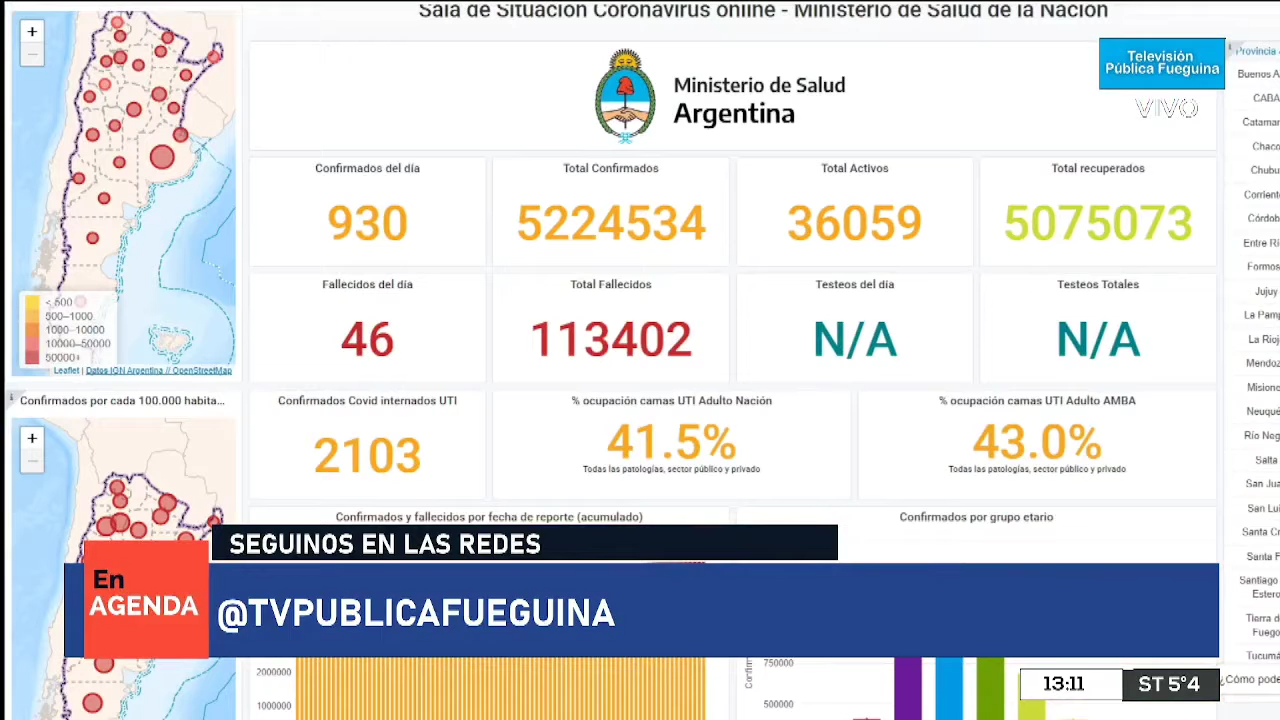 Sala de Situación Coronavirus online - Ministerio de Salud de la Nación
Ministerio de Salud
Argentina
Televisión
Pública Fueguina
VIVO
Confirmados del día
930
Total Confirmados
5224534
Total Activos
36059
Total recuperados
5075073
Fallecidos del día
46
Total Fallecidos
113402
Testeos del día
N/A
Testeos Totales
N/A
Confirmados Covid internados UTI
2103
% ocupación camas UTI Adulto Nación
41.5%
Todas las patologías, sector público y privado
% ocupación camas UTI Adulto AMBA
43.0%
Todas las patologías, sector público y privado
+
−
< 500
500–1000
1000–10000
10000–50000
50000+
Leaflet | Datos IGN Argentina // OpenStreetMap
Confirmados por cada 100.000 habita...
+
−
Confirmados y fallecidos por fecha de reporte (acumulado)
Confirmados por grupo etario
Provincia
Buenos A
CABA
Catamar
Chaco
Chubu
Corriente
Córdob
Entre Rí
Formos
Jujuy
La Pamp
La Rioj
Mendoz
Misione
Neuqué
Río Neg
Salta
San Jua
San Lui
Santa Cr
Santa F
Santiago
Estero
Tierra d
Fueg
Tucumá
¿Cómo pode
SEGUINOS EN LAS REDES
En
AGENDA
@TVPUBLICAFUEGUINA
2000000
1000000
Confirm
750000
500000
13:11
ST 5°4